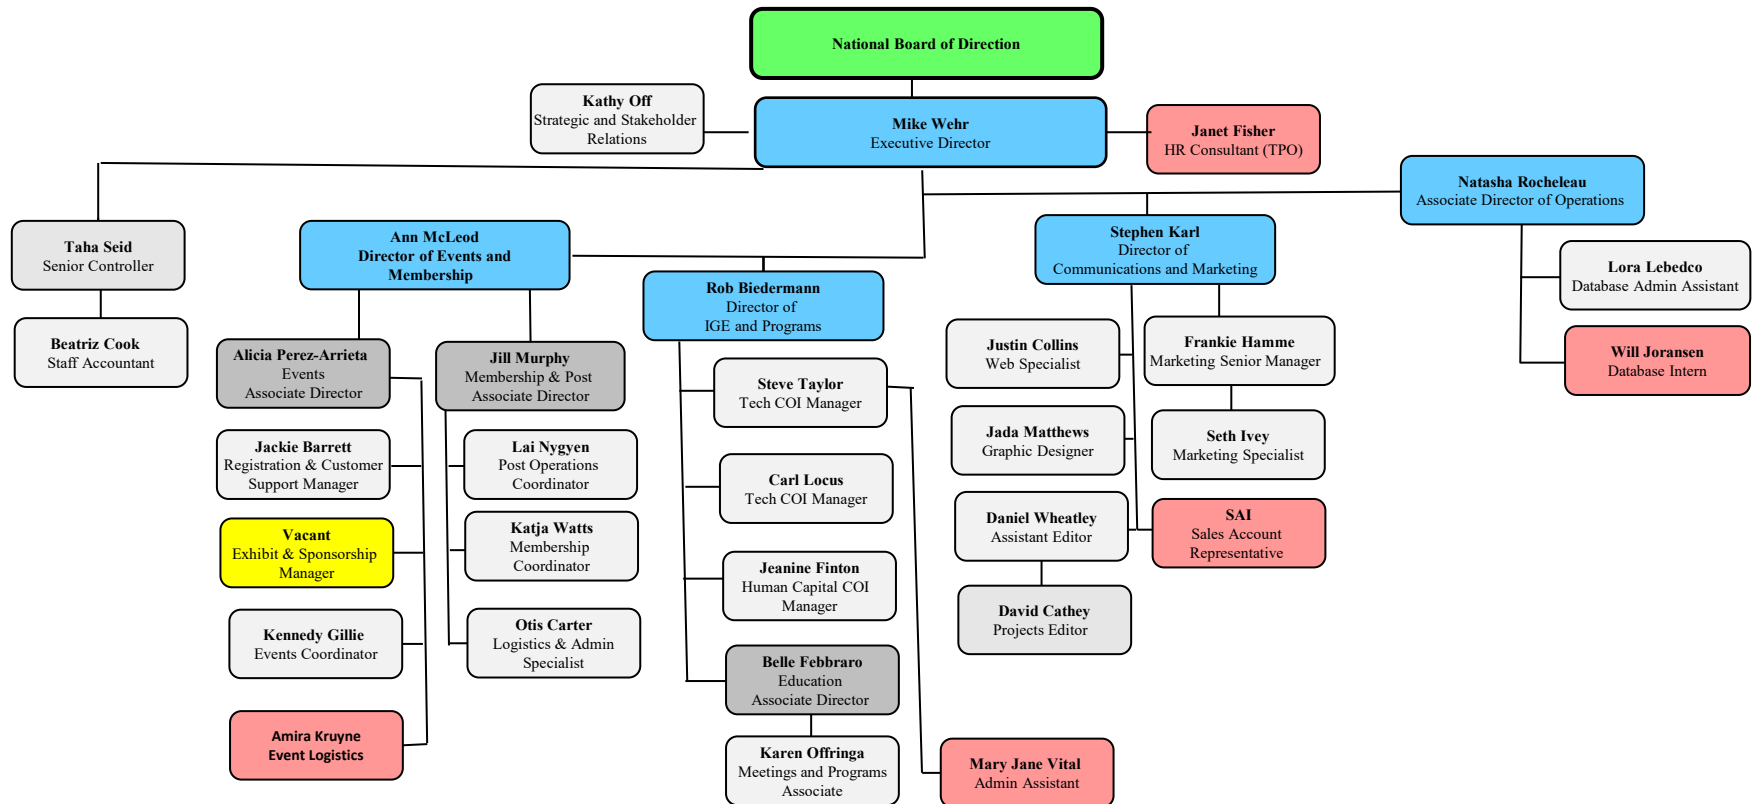 National Board of Direction
Kathy Off
Strategic and Stakeholder
Relations
Mike Wehr
Executive Director
Janet Fisher
HR Consultant (TPO)
Natasha Rocheleau
Associate Director of Operations
Taha Seid
Senior Controller
Ann McLeod
Director of Events and
Membership
Stephen Karl
Director of
Communications and Marketing
Lora Lebedco
Database Admin Assistant
Rob Biedermann
Director of
IGE and Programs
Beatriz Cook
Staff Accountant
Alicia Perez-Arrieta
Events
Associate Director
Jill Murphy
Membership & Post
Associate Director
Justin Collins
Web Specialist
Frankie Hamme
Marketing Senior Manager
Will Joransen
Database Intern
Steve Taylor
Tech COI Manager
Jackie Barrett
Registration & Customer
Support Manager
Lai Nygyen
Post Operations
Coordinator
Jada Matthews
Graphic Designer
Seth Ivey
Marketing Specialist
Carl Locus
Tech COI Manager
Vacant
Exhibit & Sponsorship
Manager
Katja Watts
Membership
Coordinator
Daniel Wheatley
Assistant Editor
SAI
Sales Account
Representative
Jeanine Finton
Human Capital COI
Manager
Kennedy Gillie
Events Coordinator
Otis Carter
Logistics & Admin
Specialist
David Cathey
Projects Editor
Belle Febbraro
Education
Associate Director
Amira Kruyne
Event Logistics
Karen Offringa
Meetings and Programs
Associate
Mary Jane Vital
Admin Assistant